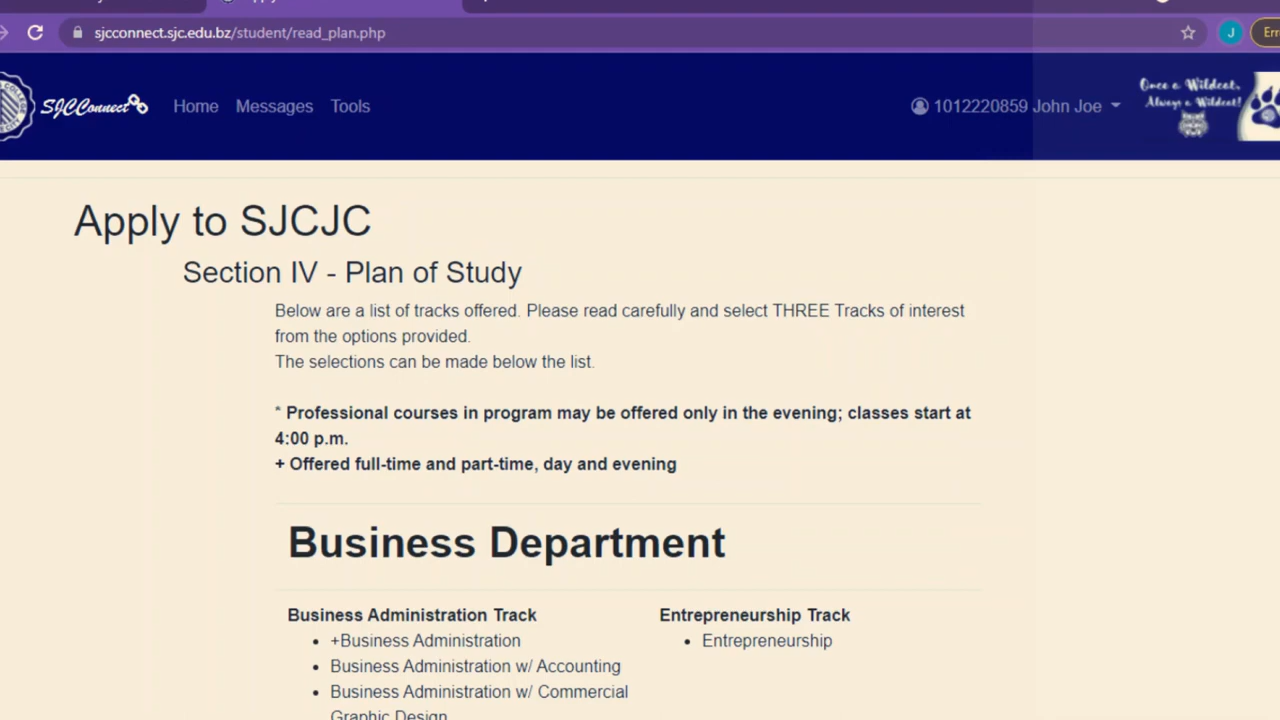 sjcconnect.sjc.edu.bz/student/read_plan.php
J
Err
SJCConnect
Home
Messages
Tools
1012220859 John Joe
Once a Wildcat,
Always a Wildcat!
Apply to SJCJC
Section IV - Plan of Study
Below are a list of tracks offered. Please read carefully and select THREE Tracks of interest
from the options provided.
The selections can be made below the list.
* Professional courses in program may be offered only in the evening; classes start at
4:00 p.m.
+ Offered full-time and part-time, day and evening
Business Department
Business Administration Track
+Business Administration
Business Administration w/ Accounting
Business Administration w/ Commercial
Graphic Design
Entrepreneurship Track
Entrepreneurship